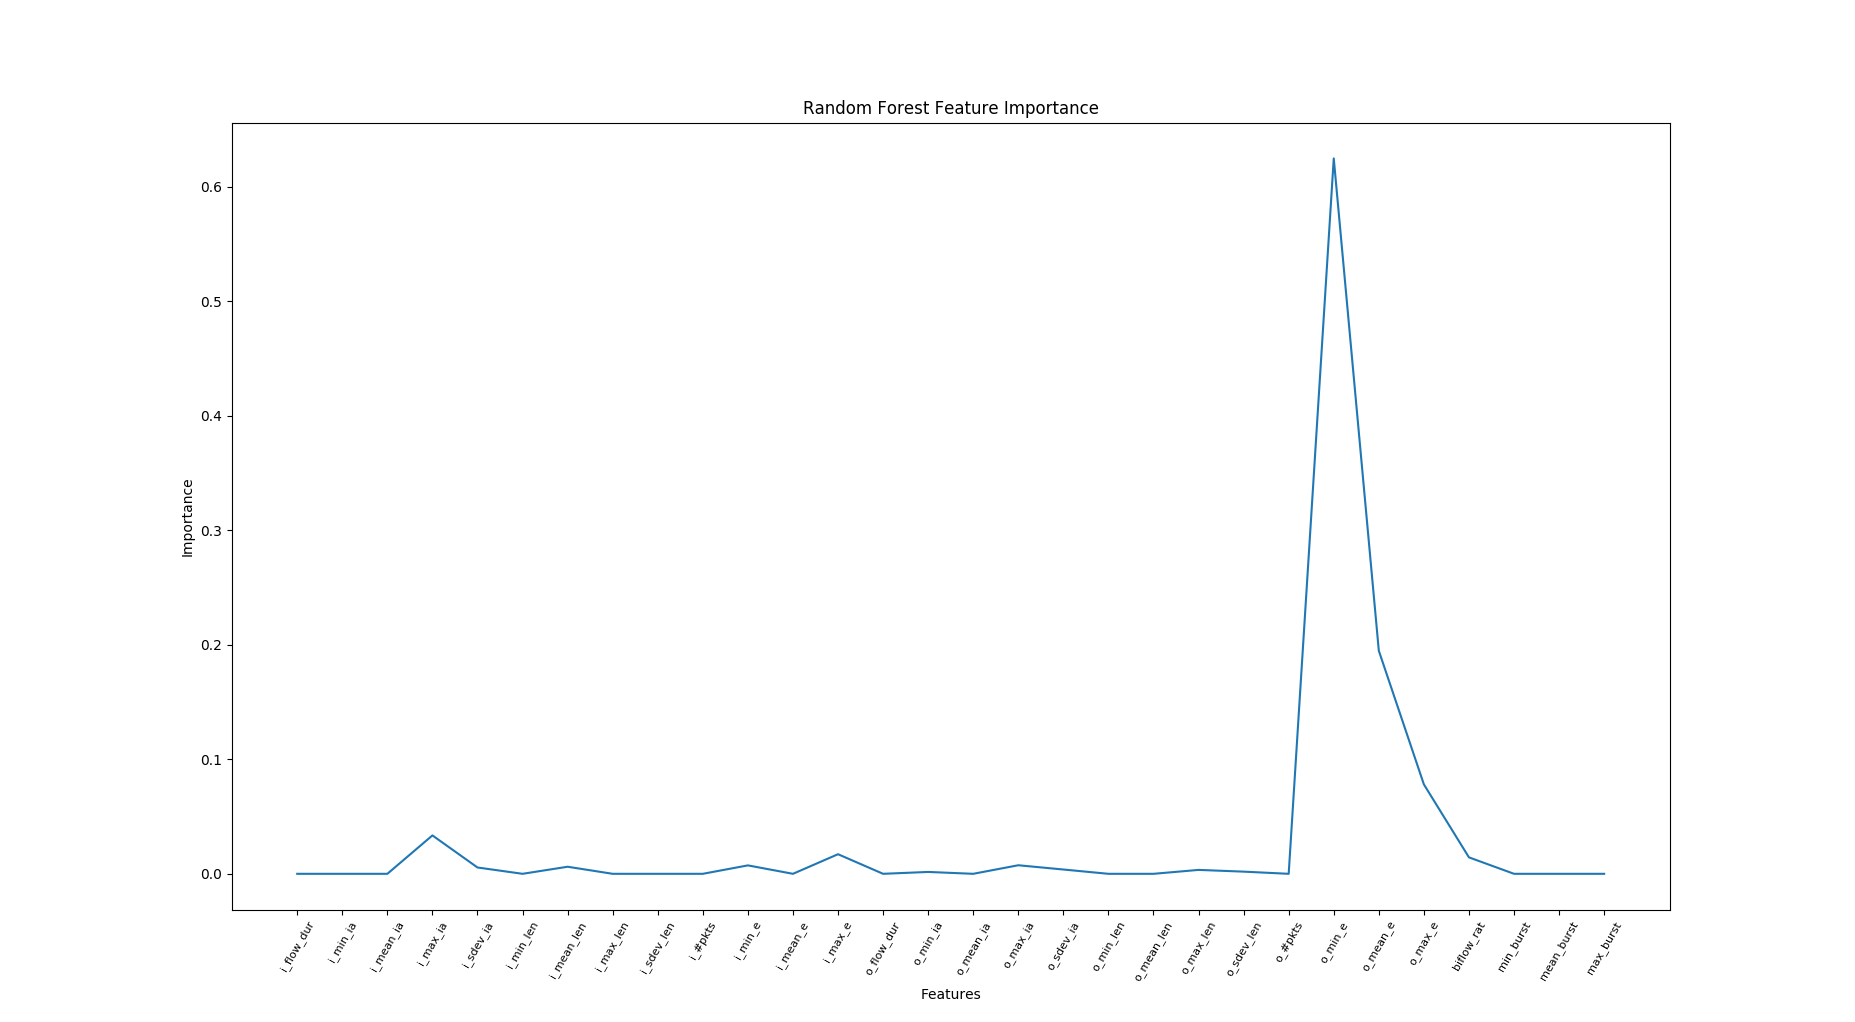 Random Forest Feature Importance
0.6
0.5
0.4
0.3
0.2
0.1
0.0
Importance
i_flow_dur
i_min_ia
i_mean_ia
i_max_ia
i_sdev_ia
i_min_len
i_mean_len
i_max_len
i_sdev_len
i_#pkts
i_min_e
i_mean_e
i_max_e
o_flow_dur
o_min_ia
o_mean_ia
o_max_ia
o_sdev_ia
o_min_len
o_mean_len
o_max_len
o_sdev_len
o_#pkts
o_min_e
o_mean_e
o_max_e
biflow_rat
min_burst
mean_burst
max_burst
Features